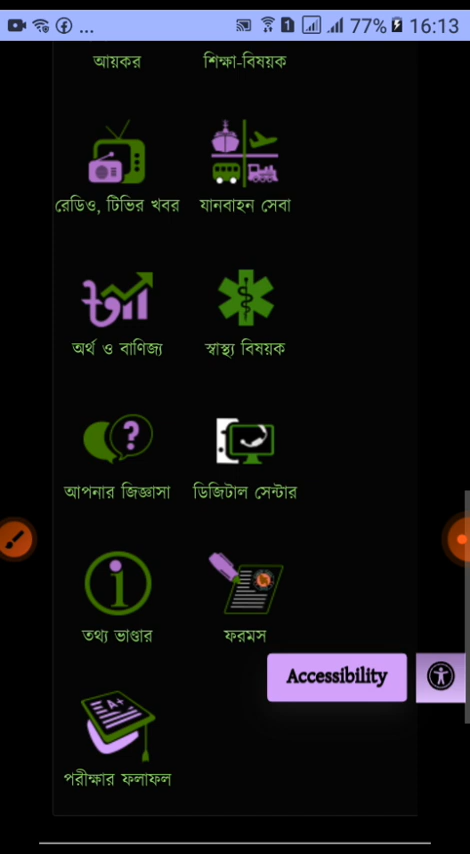 ... 77% 16:13
আয়কর শিক্ষা-বিষয়ক
রেডিও, টিভির খবর যানবাহন সেবা
অর্থ ও বাণিজ্য স্বাস্থ্য বিষয়ক
?
আপনার জিজ্ঞাসা ডিজিটাল সেন্টার
তথ্য ভাণ্ডার ফরমস
Accessibility
A+
পরীক্ষার ফলাফল